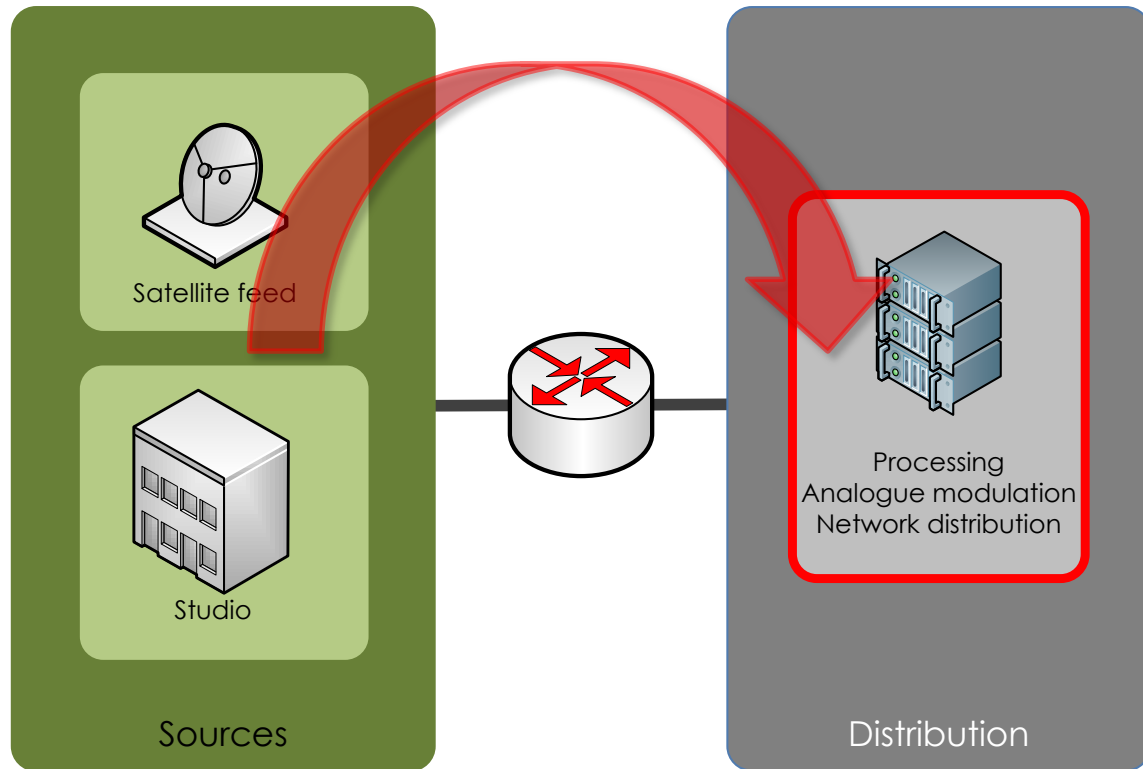 Satellite feed
Studio
Sources
Processing
Analogue modulation
Network distribution
Distribution